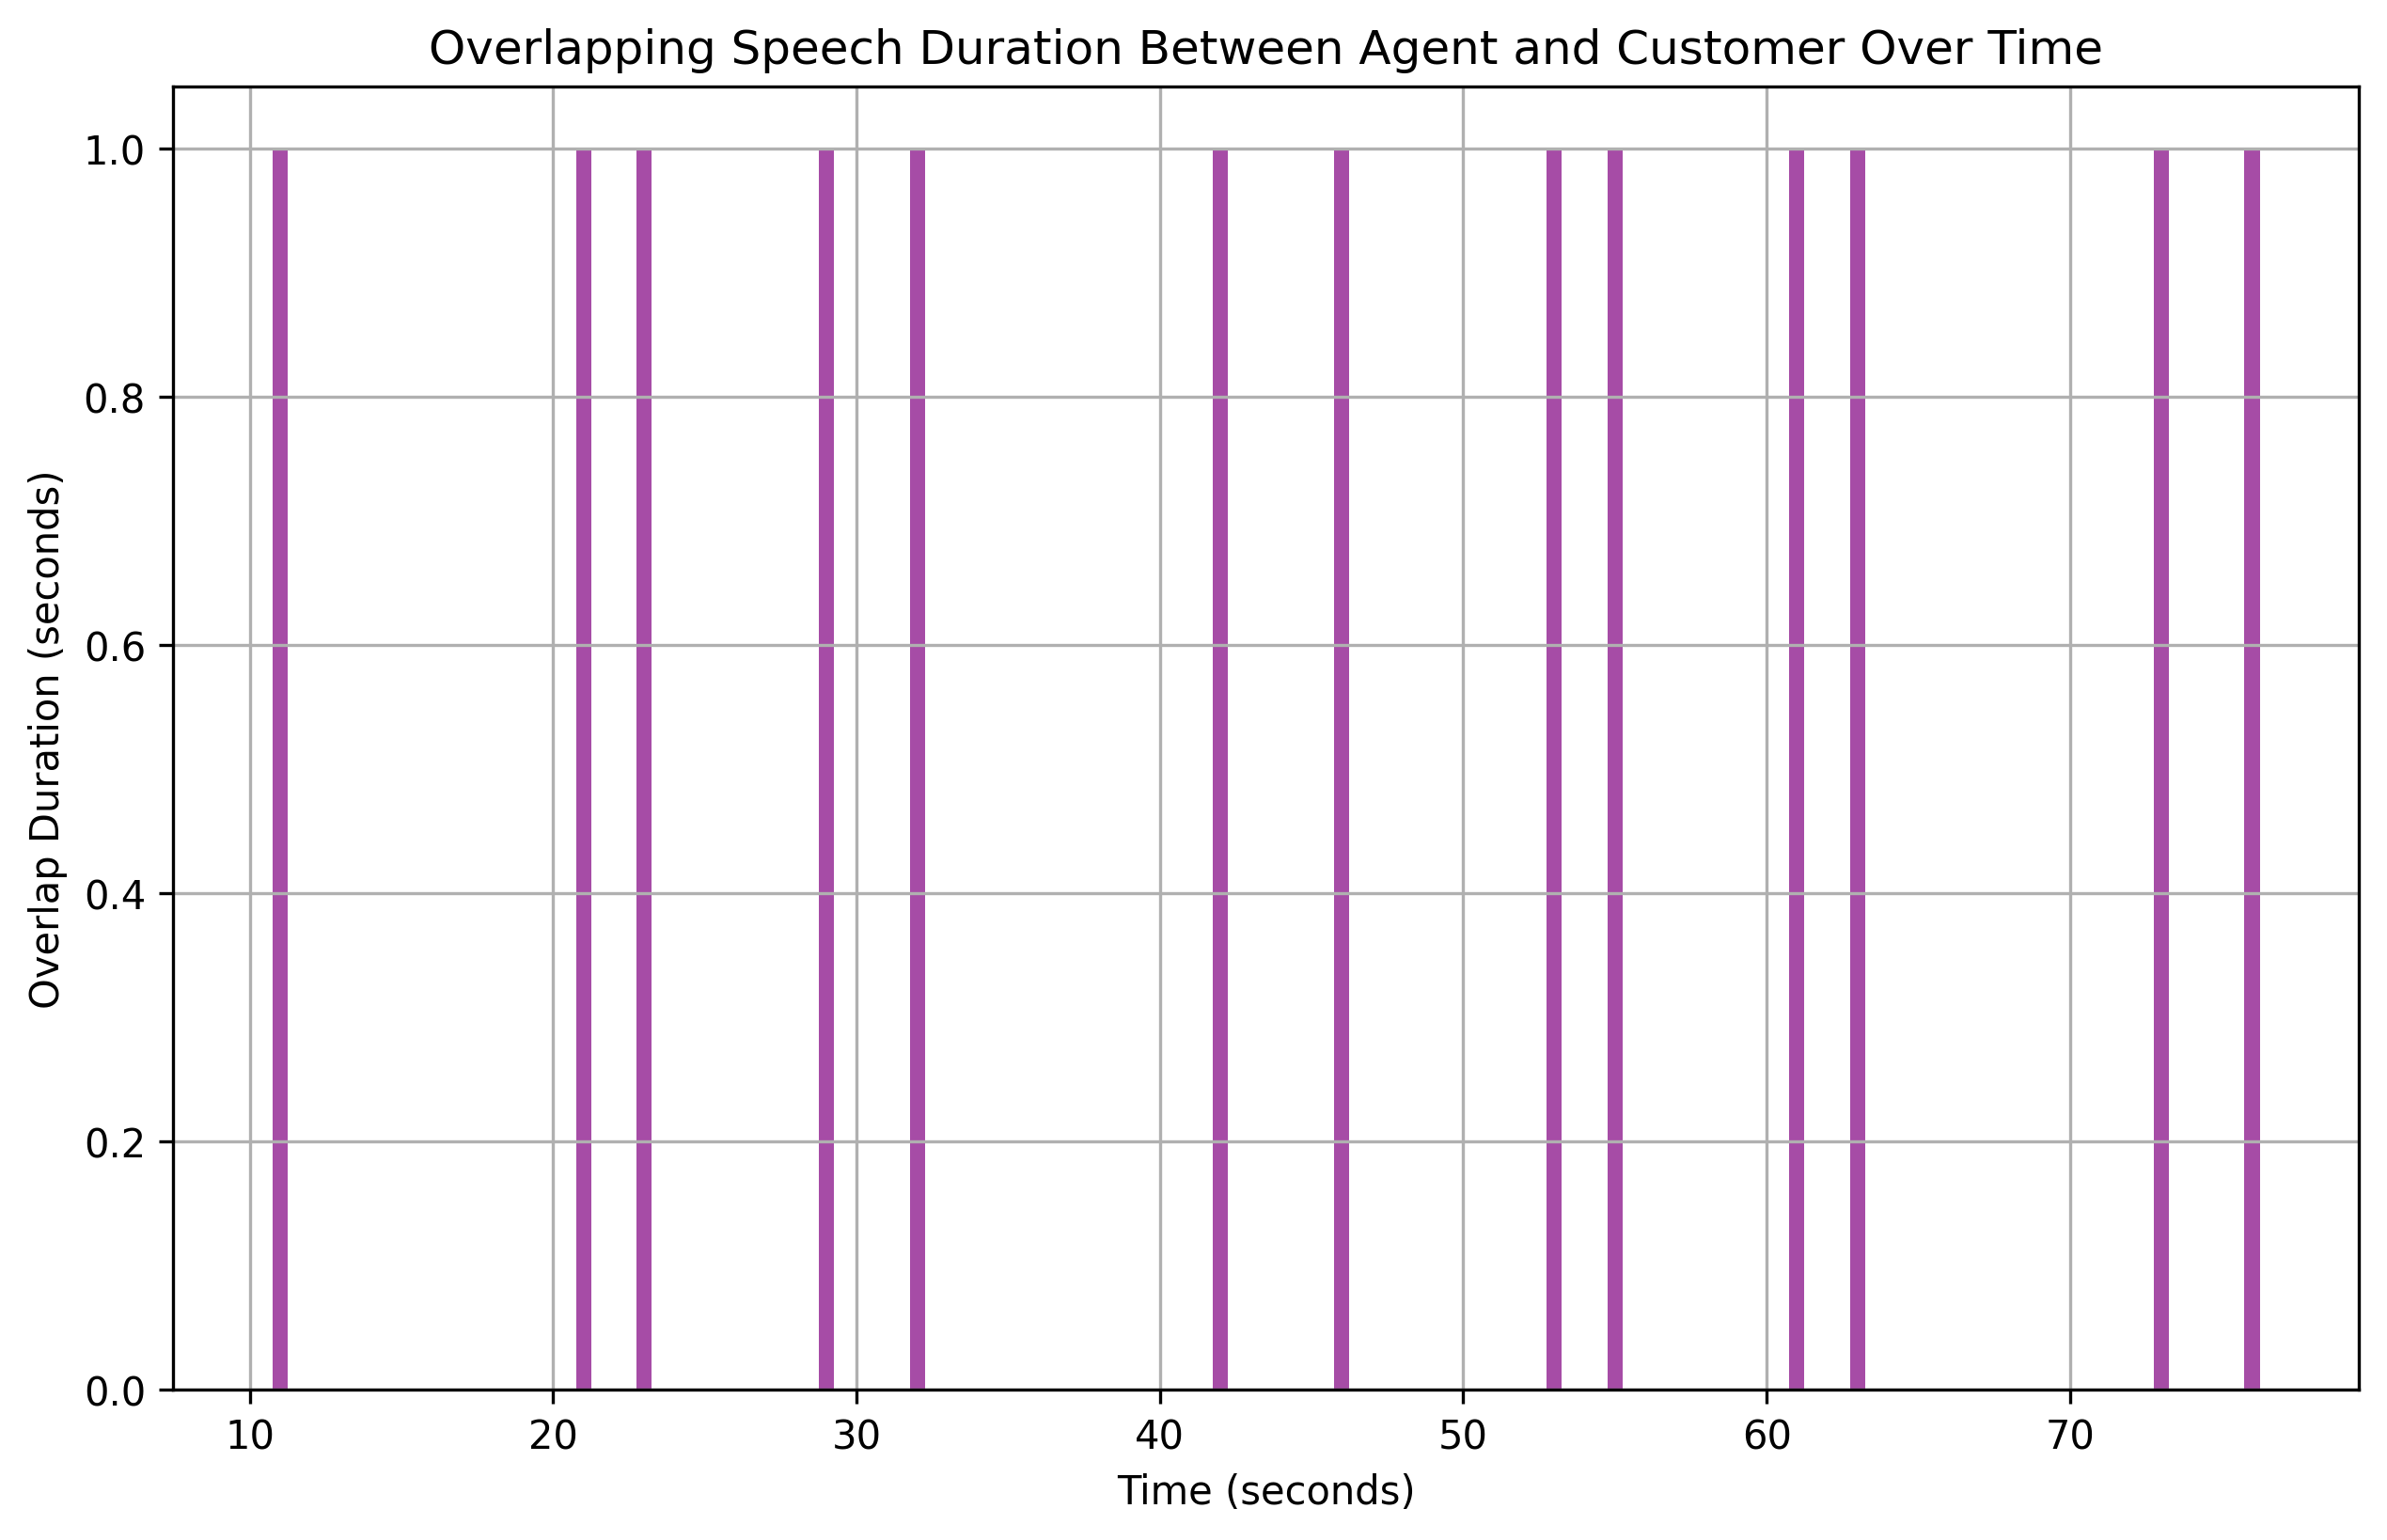 Overlapping Speech Duration Between Agent and Customer Over Time
Overlap Duration (seconds)
1.0
0.8
0.6
0.4
0.2
0.0
10 20 30 40 50 60 70
Time (seconds)